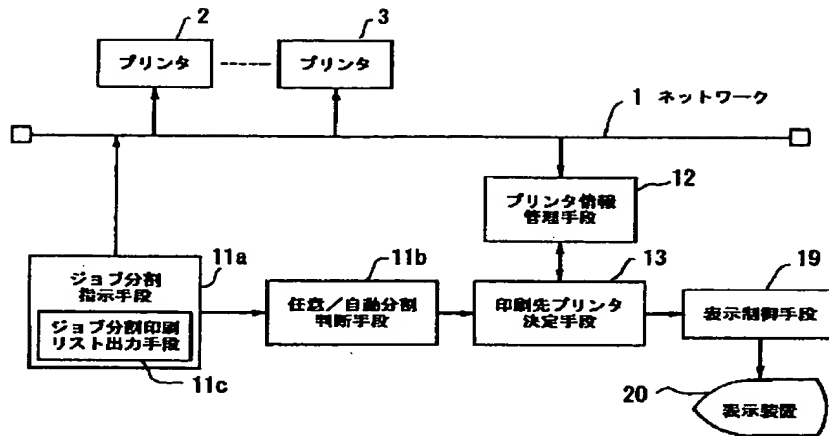 2
3
プリンタ
プリンタ
1 ネットワーク
12
プリンタ情報
管理手段
11a
ジョブ分割
指示手段
ジョブ分割印刷
リスト出力手段
11c
11b
任意／自動分割
判断手段
13
印刷先プリンタ
決定手段
19
表示制御手段
20
表示装置